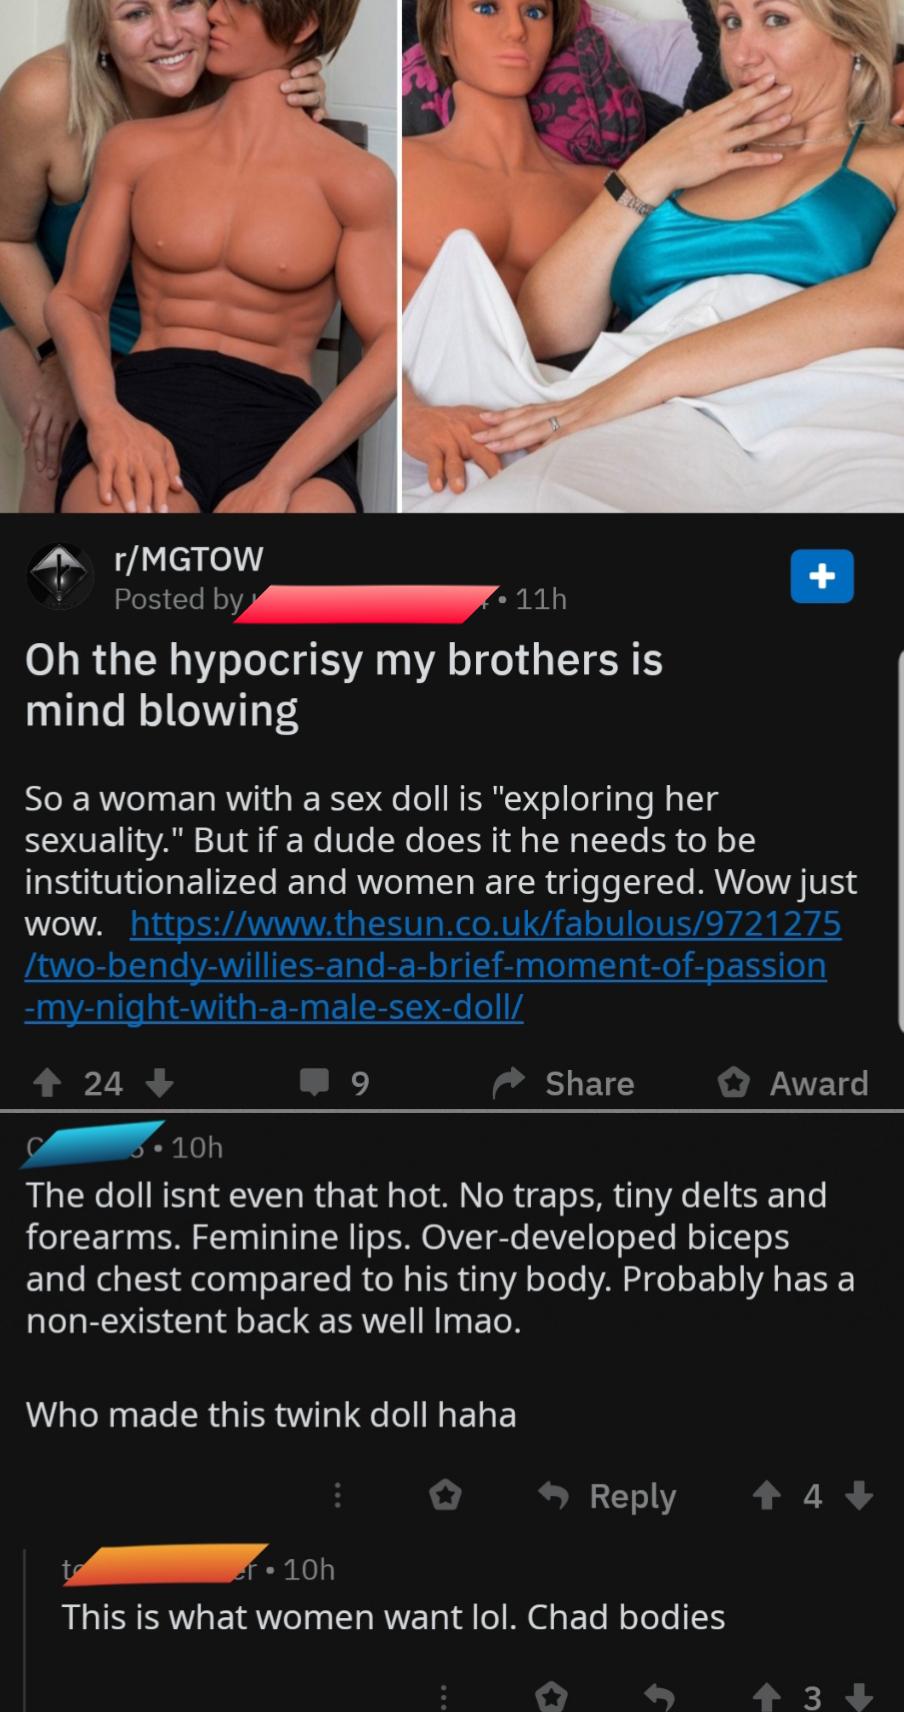 r/MGTOW
Posted by • 11h
Oh the hypocrisy my brothers is
mind blowing
So a woman with a sex doll is "exploring her
sexuality." But if a dude does it he needs to be
institutionalized and women are triggered. Wow just
wow. https://www.thesun.co.uk/fabulous/9721275
/two-bendy-willies-and-a-brief-moment-of-passion
-my-night-with-a-male-sex-doll/
24 9 Share Award
• 10h
The doll isnt even that hot. No traps, tiny delts and
forearms. Feminine lips. Over-developed biceps
and chest compared to his tiny body. Probably has a
non-existent back as well lmao.
Who made this twink doll haha
Reply 4
• 10h
This is what women want lol. Chad bodies
3